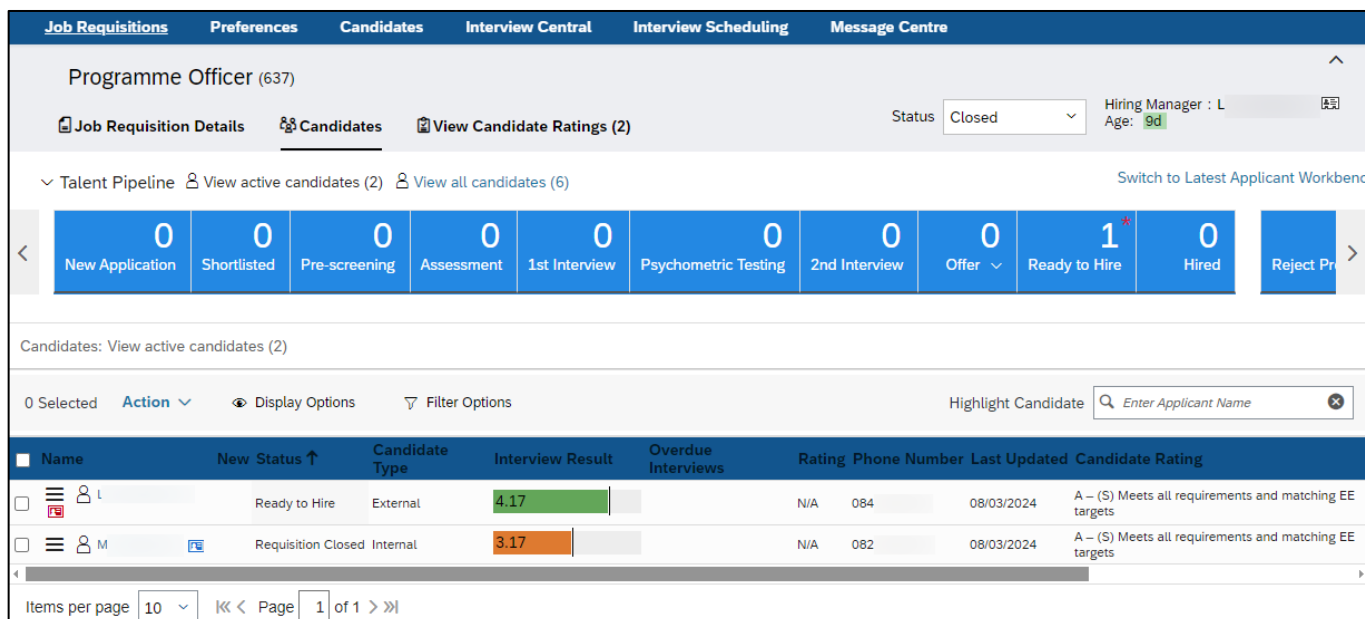 Job Requisitions Preferences Candidates Interview Central Interview Scheduling Message Centre
Programme Officer (637)
Job Requisition Details Candidates View Candidate Ratings (2) Status Closed Hiring Manager : L
Age: 9d
Talent Pipeline View active candidates (2) View all candidates (6) Switch to Latest Applicant Workbenc
0 0 0 0 0 0 0 0 1* 0
New Application Shortlisted Pre-screening Assessment 1st Interview Psychometric Testing 2nd Interview Offer Ready to Hire Hired Reject Pr
Candidates: View active candidates (2)
0 Selected Action Display Options Filter Options Highlight Candidate Enter Applicant Name
Name New Status Candidate Type Interview Result Overdue Interviews Rating Phone Number Last Updated Candidate Rating
L Ready to Hire External 4.17 N/A 084 08/03/2024 A – (S) Meets all requirements and matching EE
targets
M Requisition Closed Internal 3.17 N/A 082 08/03/2024 A – (S) Meets all requirements and matching EE
targets
Items per page 10 Page 1 of 1